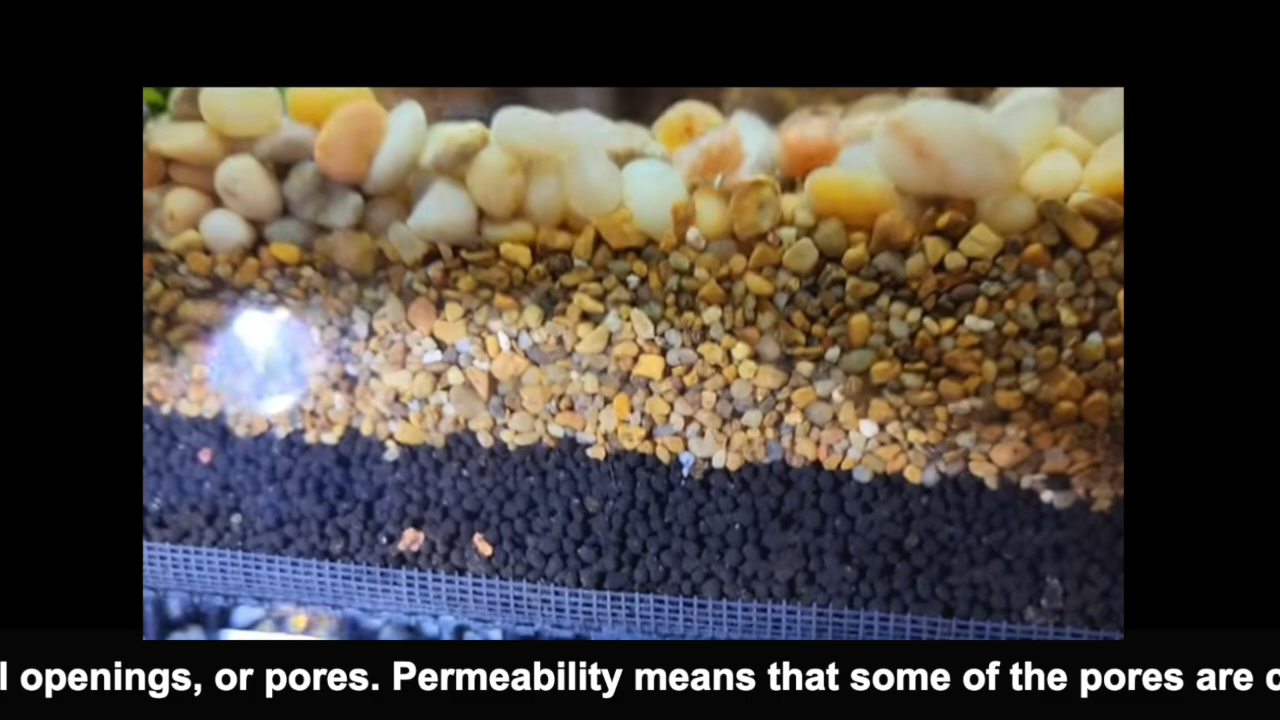 openings, or pores. Permeability means that some of the pores are